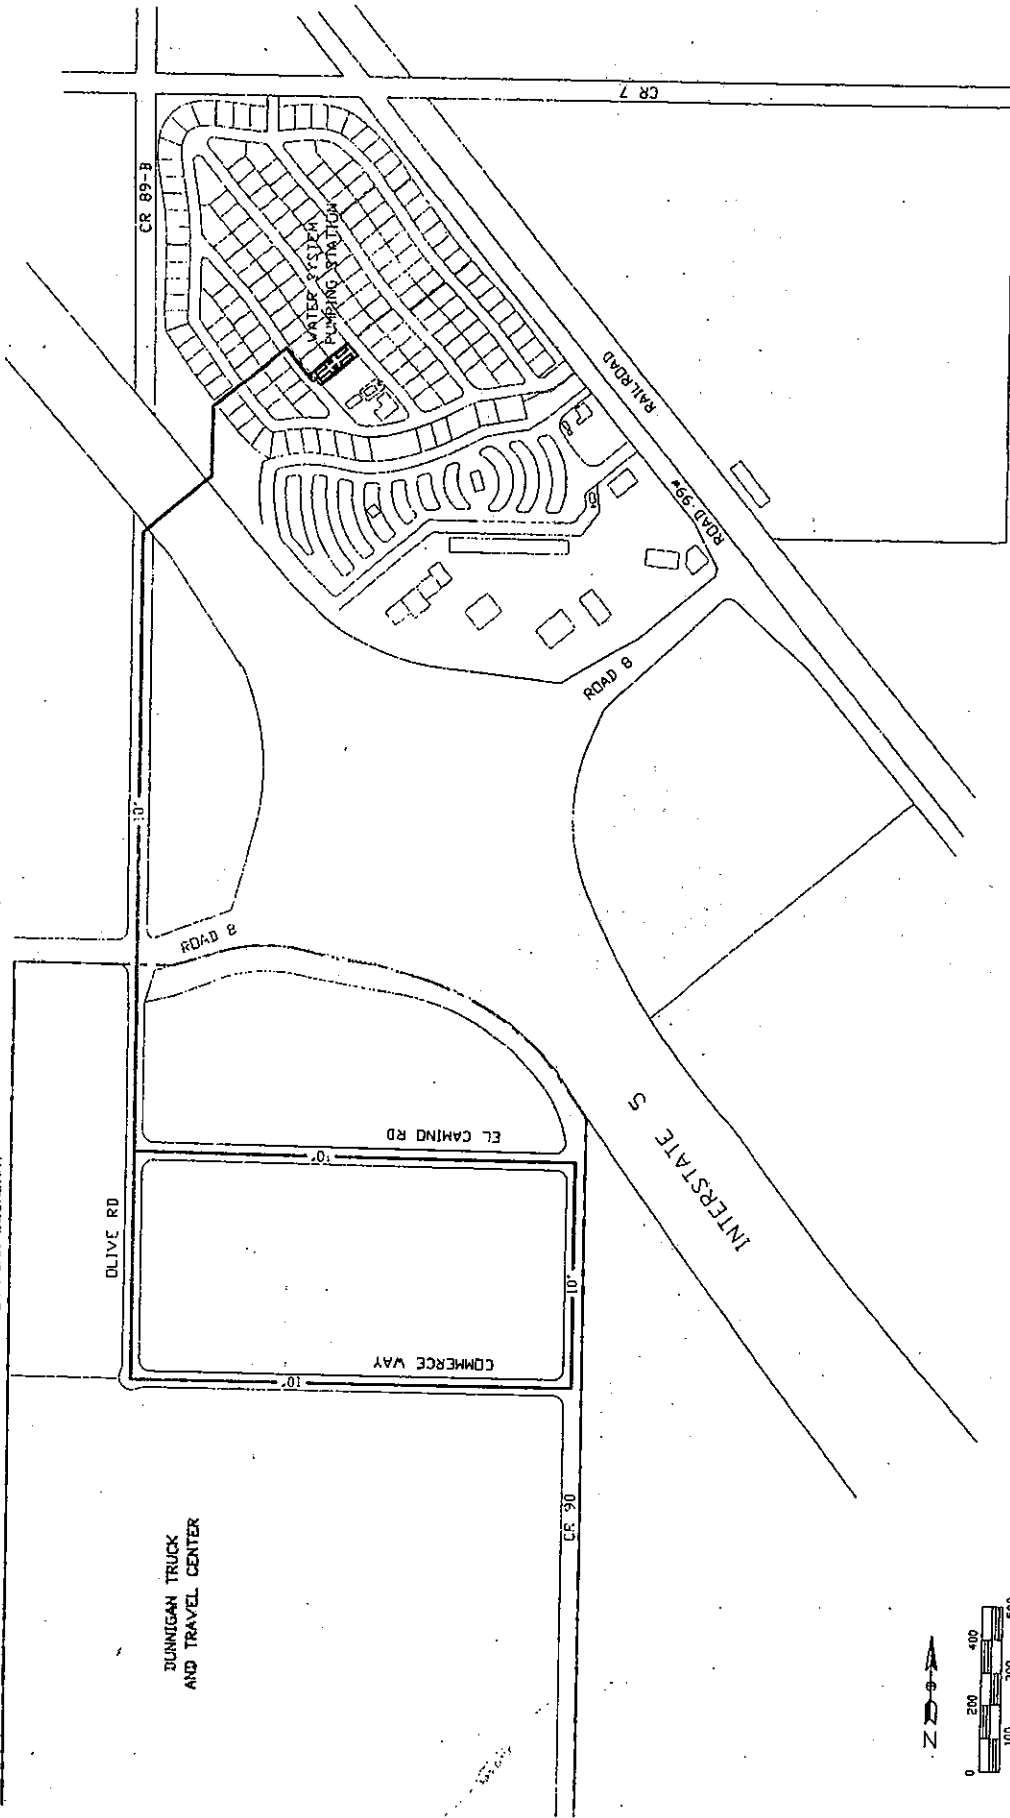 CR 7
CR 89-B
WATER SYSTEM
PUMPING STATION
RAILROAD
ROAD 99w
ROAD 8
10"
ROAD 8
EL CAMINO RD
10"
INTERSTATE 5
OLIVE RD
10"
COMMERCE WAY
10"
CR 90
DUNNIGAN TRUCK
AND TRAVEL CENTER
N
0
200
400
100